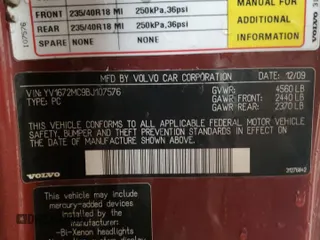 FRONT 235/40R18 MI 250kPa,36psi
REAR 235/40R18 MI 250kPa,36psi
SPARE NONE NONE
MANUAL FOR
ADDITIONAL
INFORMATION
MFD. BY VOLVO CAR CORPORATION DATE: 12/09
VIN: YV1672MC9BJ107576
TYPE: PC
GVWR: 4560 LB
GAWR FRONT: 2440 LB
GAWR REAR: 2370 LB
THIS VEHICLE CONFORMS TO ALL APPLICABLE FEDERAL MOTOR VEHICLE
SAFETY, BUMPER AND THEFT PREVENTION STANDARDS IN EFFECT
ON THE DATE OF MANUFACTURE SHOWN ABOVE.
VOLVO
This vehicle may contain
mercury-added devices
installed by the manufacturer:
-Bi-Xenon headlights